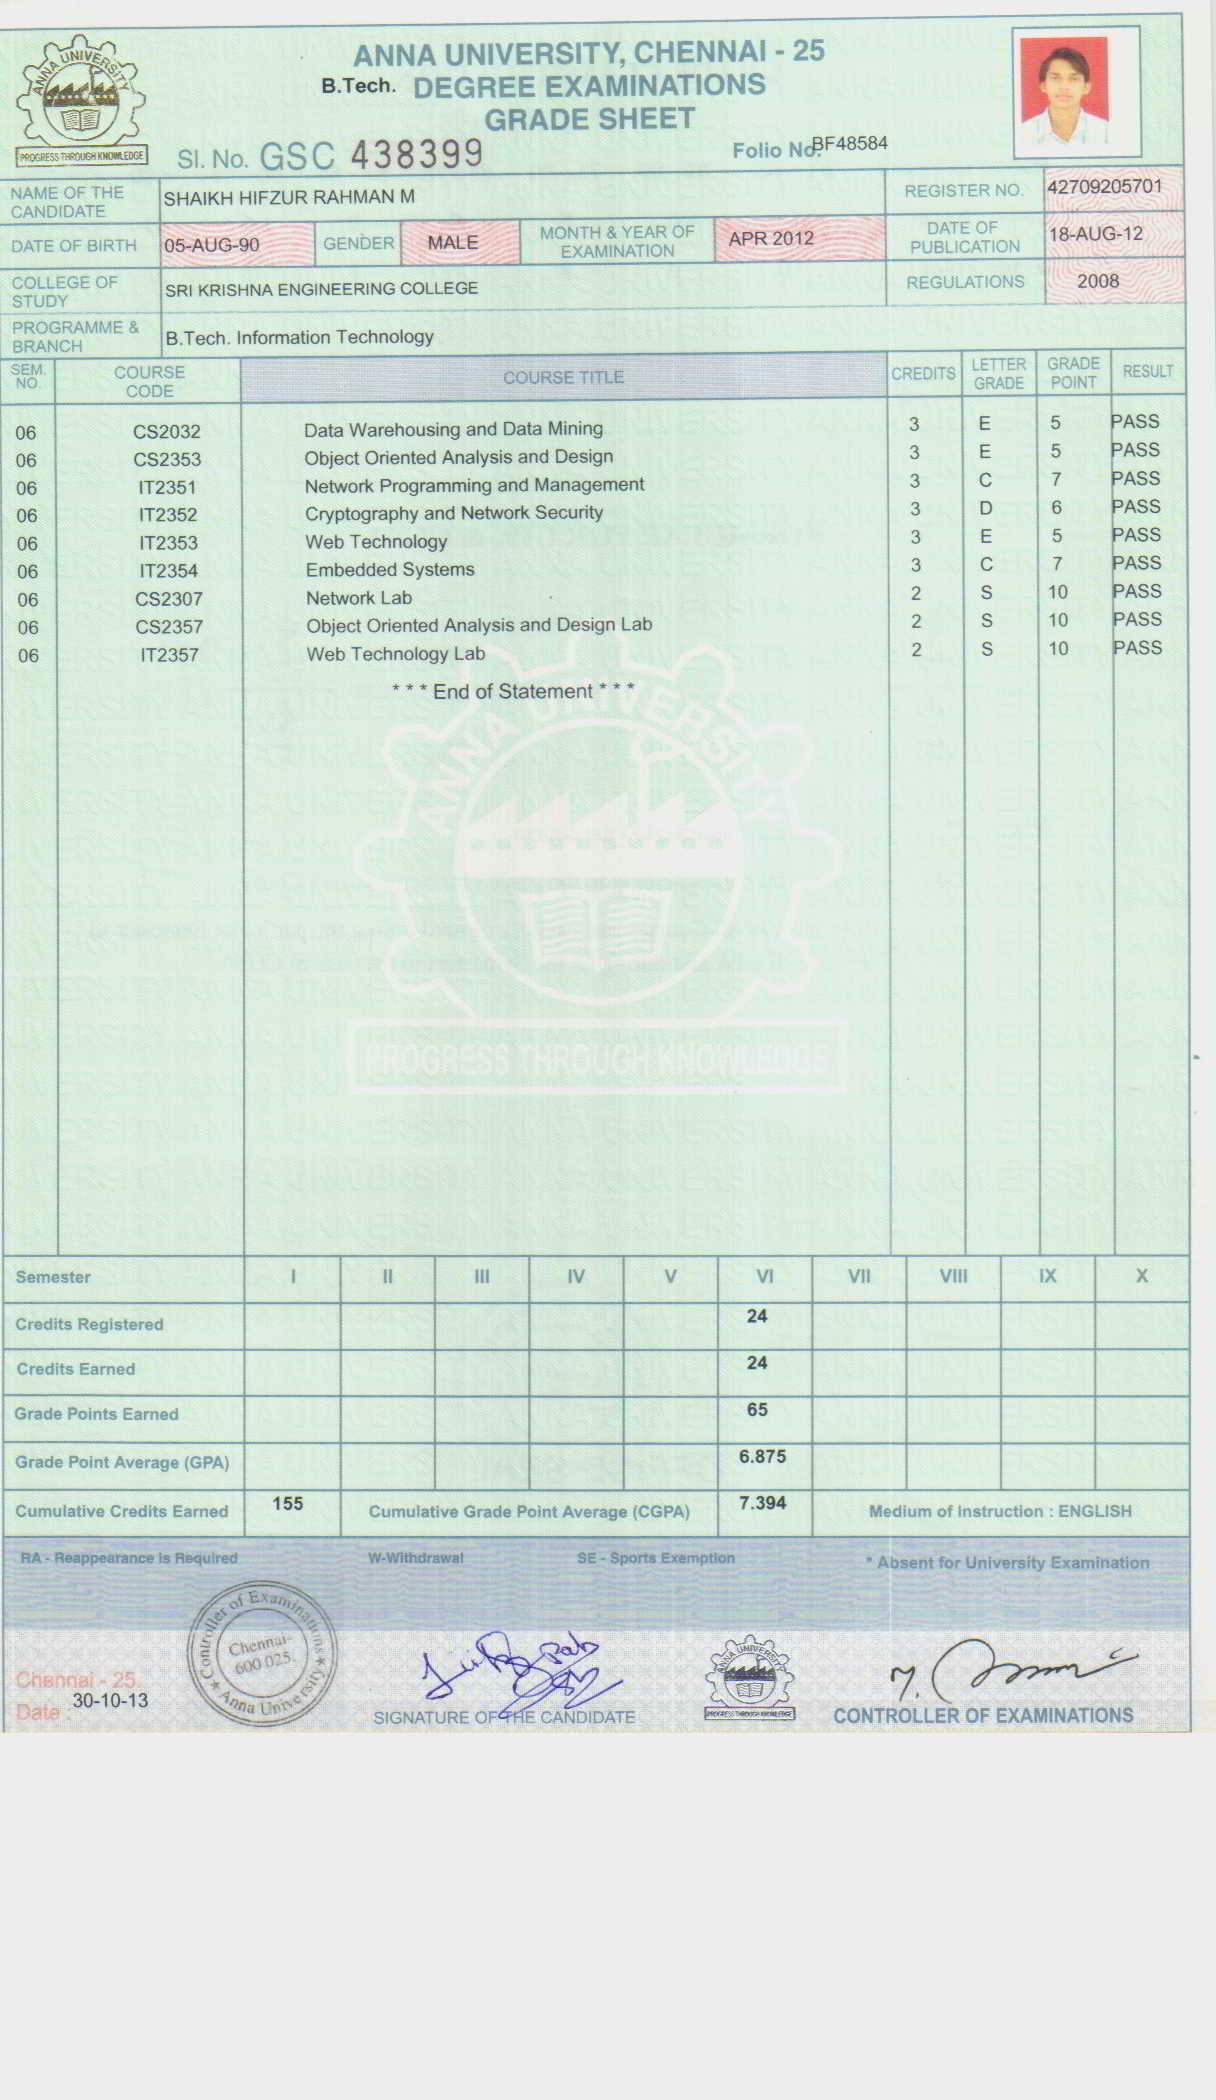 ANNA UNIVERSITY
PROGRESS THROUGH KNOWLEDGE
ANNA UNIVERSITY, CHENNAI - 25
B.Tech. DEGREE EXAMINATIONS
GRADE SHEET
Sl. No. GSC 438399
Folio No. BF48584
NAME OF THE CANDIDATE SHAIKH HIFZUR RAHMAN M REGISTER NO. 42709205701
DATE OF BIRTH 05-AUG-90 GENDER MALE MONTH & YEAR OF EXAMINATION APR 2012 DATE OF PUBLICATION 18-AUG-12
COLLEGE OF STUDY SRI KRISHNA ENGINEERING COLLEGE REGULATIONS 2008
PROGRAMME & BRANCH B.Tech. Information Technology
SEM. NO. COURSE CODE COURSE TITLE CREDITS LETTER GRADE GRADE POINT RESULT
06 CS2032 Data Warehousing and Data Mining 3 E 5 PASS
06 CS2353 Object Oriented Analysis and Design 3 E 5 PASS
06 IT2351 Network Programming and Management 3 C 7 PASS
06 IT2352 Cryptography and Network Security 3 D 6 PASS
06 IT2353 Web Technology 3 E 5 PASS
06 IT2354 Embedded Systems 3 C 7 PASS
06 CS2307 Network Lab 2 S 10 PASS
06 CS2357 Object Oriented Analysis and Design Lab 2 S 10 PASS
06 IT2357 Web Technology Lab 2 S 10 PASS
* * * End of Statement * * *
ANNA UNIVERSITY
PROGRESS THROUGH KNOWLEDGE
Semester I II III IV V VI VII VIII IX X
Credits Registered 24
Credits Earned 24
Grade Points Earned 65
Grade Point Average (GPA) 6.875
Cumulative Credits Earned 155 Cumulative Grade Point Average (CGPA) 7.394 Medium of Instruction : ENGLISH
RA - Reappearance is Required W-Withdrawal SE - Sports Exemption * Absent for University Examination
Controller of Examinations
Chennai-
600 025.
Anna University
Chennai - 25.
Date : 30-10-13
SIGNATURE OF THE CANDIDATE
ANNA UNIVERSITY
PROGRESS THROUGH KNOWLEDGE
CONTROLLER OF EXAMINATIONS